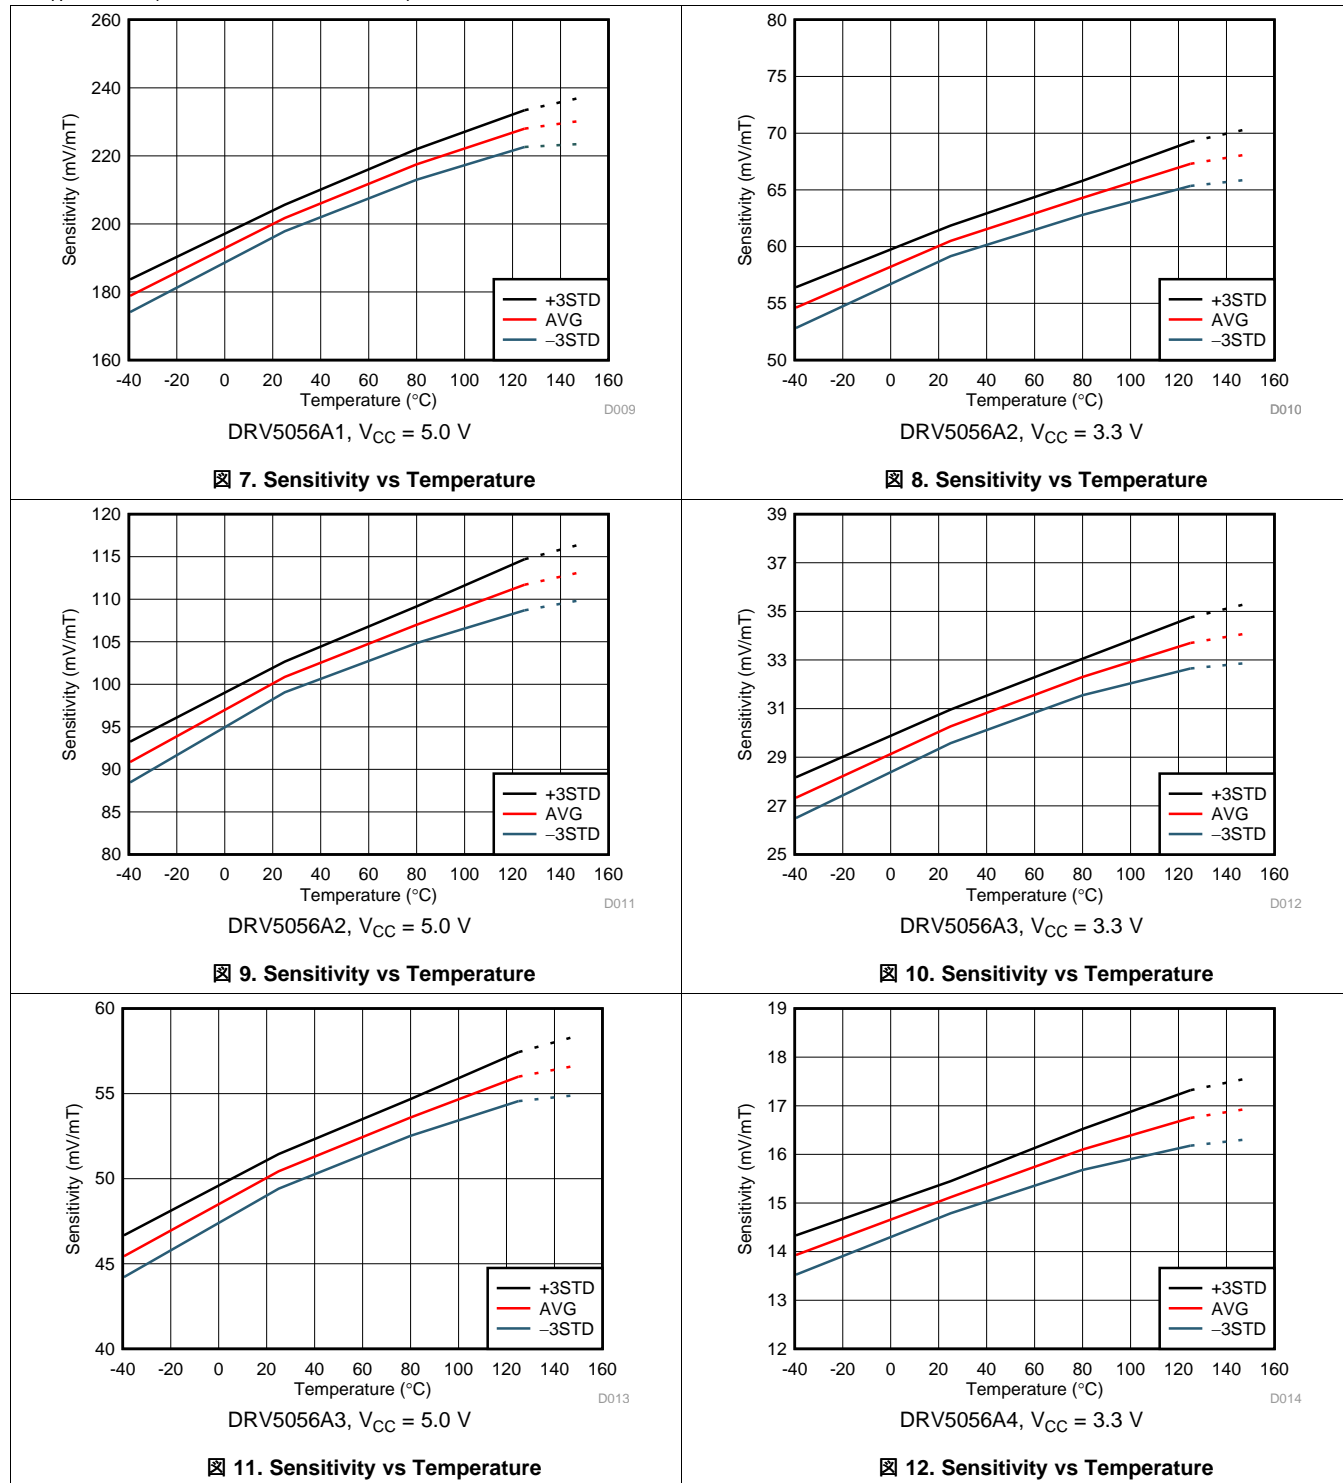 260
240
220
200
180
160
Sensitivity (mV/mT)
+3STD
AVG
−3STD
-40 -20 0 20 40 60 80 100 120 140 160
Temperature (°C)
D009
DRV5056A1, VCC = 5.0 V
図 7. Sensitivity vs Temperature
80
75
70
65
60
55
50
Sensitivity (mV/mT)
+3STD
AVG
−3STD
-40 -20 0 20 40 60 80 100 120 140 160
Temperature (°C)
D010
DRV5056A2, VCC = 3.3 V
図 8. Sensitivity vs Temperature
120
115
110
105
100
95
90
85
80
Sensitivity (mV/mT)
+3STD
AVG
−3STD
-40 -20 0 20 40 60 80 100 120 140 160
Temperature (°C)
D011
DRV5056A2, VCC = 5.0 V
図 9. Sensitivity vs Temperature
39
37
35
33
31
29
27
25
Sensitivity (mV/mT)
+3STD
AVG
−3STD
-40 -20 0 20 40 60 80 100 120 140 160
Temperature (°C)
D012
DRV5056A3, VCC = 3.3 V
図 10. Sensitivity vs Temperature
60
55
50
45
40
Sensitivity (mV/mT)
+3STD
AVG
−3STD
-40 -20 0 20 40 60 80 100 120 140 160
Temperature (°C)
D013
DRV5056A3, VCC = 5.0 V
図 11. Sensitivity vs Temperature
19
18
17
16
15
14
13
12
Sensitivity (mV/mT)
+3STD
AVG
−3STD
-40 -20 0 20 40 60 80 100 120 140 160
Temperature (°C)
D014
DRV5056A4, VCC = 3.3 V
図 12. Sensitivity vs Temperature